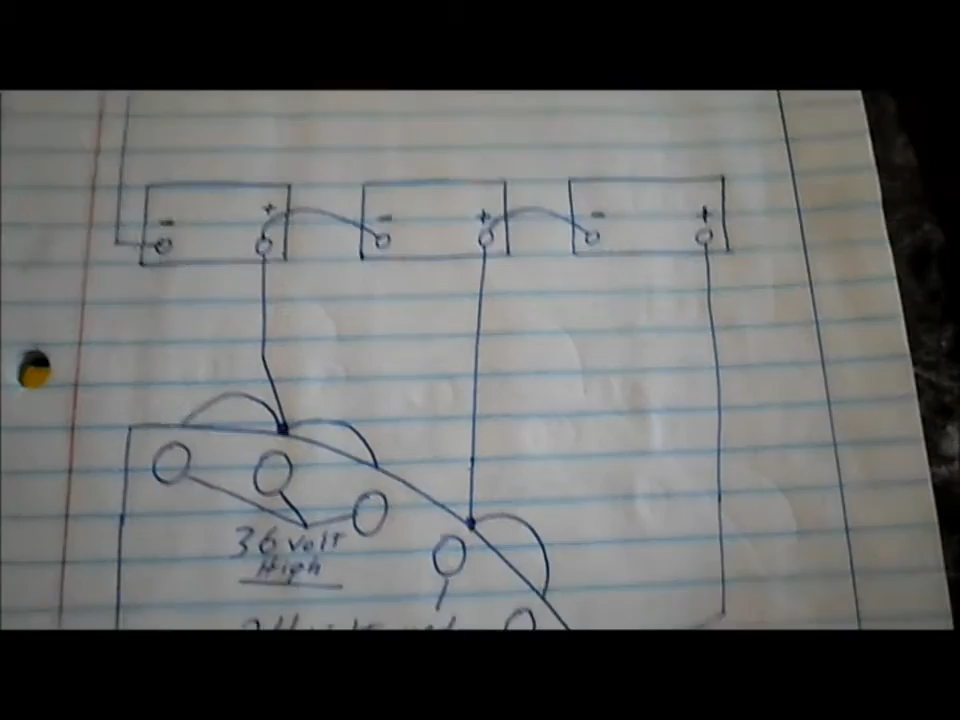 - + - + - +
36 volt
High